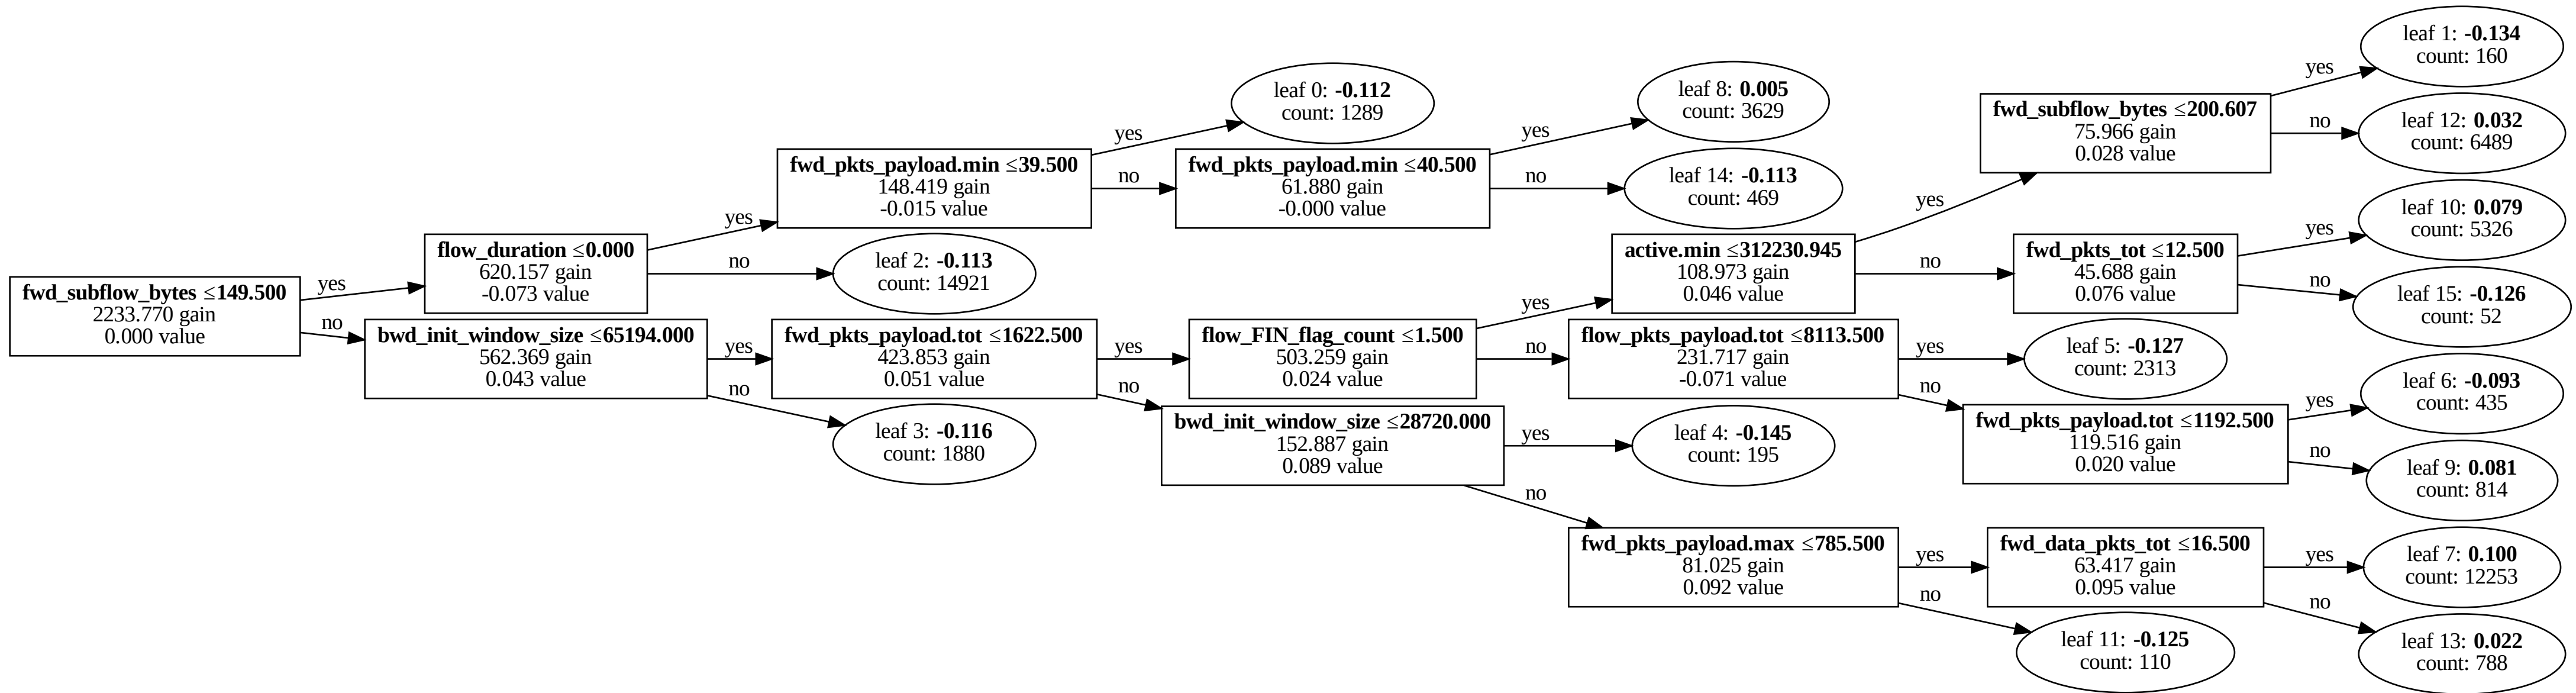 fwd_subflow_bytes ≤149.500
2233.770 gain
0.000 value
yes
no
flow_duration ≤0.000
620.157 gain
-0.073 value
yes
no
bwd_init_window_size ≤65194.000
562.369 gain
0.043 value
yes
no
fwd_pkts_payload.min ≤39.500
148.419 gain
-0.015 value
yes
no
leaf 2: -0.113
count: 14921
fwd_pkts_payload.tot ≤1622.500
423.853 gain
0.051 value
yes
no
leaf 3: -0.116
count: 1880
leaf 0: -0.112
count: 1289
fwd_pkts_payload.min ≤40.500
61.880 gain
-0.000 value
yes
no
flow_FIN_flag_count ≤1.500
503.259 gain
0.024 value
yes
no
bwd_init_window_size ≤28720.000
152.887 gain
0.089 value
yes
no
leaf 8: 0.005
count: 3629
leaf 14: -0.113
count: 469
active.min ≤312230.945
108.973 gain
0.046 value
yes
no
flow_pkts_payload.tot ≤8113.500
231.717 gain
-0.071 value
yes
no
leaf 4: -0.145
count: 195
fwd_pkts_payload.max ≤785.500
81.025 gain
0.092 value
yes
no
fwd_subflow_bytes ≤200.607
75.966 gain
0.028 value
yes
no
fwd_pkts_tot ≤12.500
45.688 gain
0.076 value
yes
no
leaf 5: -0.127
count: 2313
fwd_pkts_payload.tot ≤1192.500
119.516 gain
0.020 value
yes
no
fwd_data_pkts_tot ≤16.500
63.417 gain
0.095 value
yes
no
leaf 11: -0.125
count: 110
leaf 1: -0.134
count: 160
leaf 12: 0.032
count: 6489
leaf 10: 0.079
count: 5326
leaf 15: -0.126
count: 52
leaf 6: -0.093
count: 435
leaf 9: 0.081
count: 814
leaf 7: 0.100
count: 12253
leaf 13: 0.022
count: 788